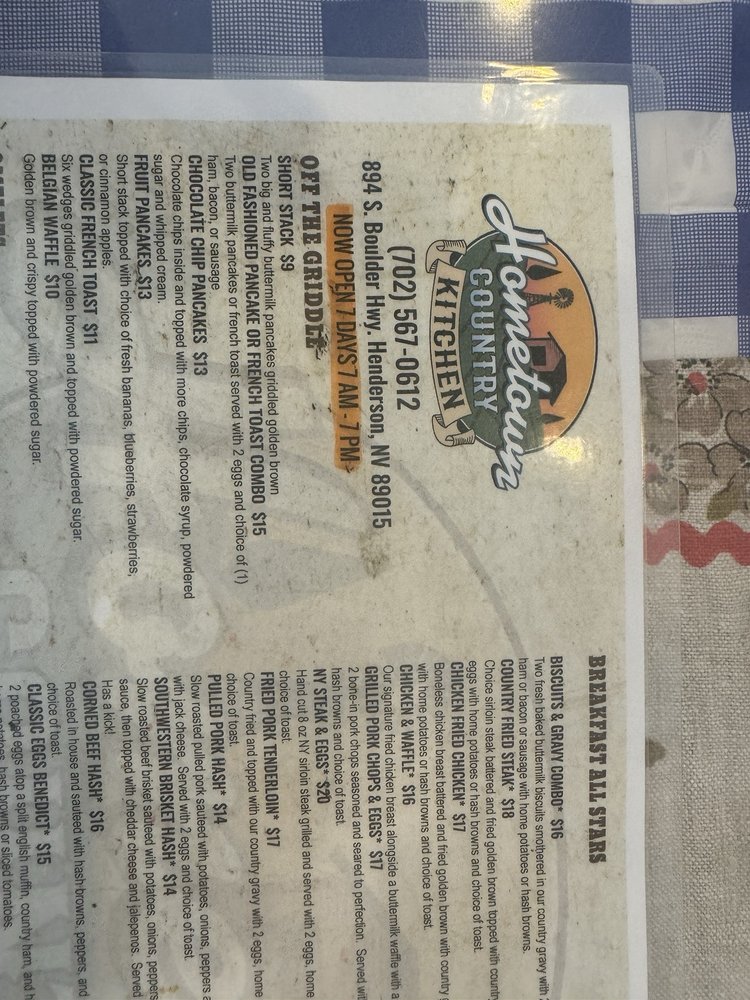 Hometown
COUNTRY
KITCHEN
(702) 567-0612
894 S. Boulder Hwy. Henderson, NV 89015
NOW OPEN 7 DAYS 7 AM - 7 PM
OFF THE GRIDDLE
SHORT STACK $9
Two big and fluffy buttermilk pancakes griddled golden brown
OLD FASHIONED PANCAKE OR FRENCH TOAST COMBO $15
Two buttermilk pancakes or french toast served with 2 eggs and choice of (1)
ham, bacon, or sausage
CHOCOLATE CHIP PANCAKES $13
Chocolate chips inside and topped with more chips, chocolate syrup, powdered
sugar and whipped cream.
FRUIT PANCAKES $13
Short stack topped with choice of fresh bananas, blueberries, strawberries,
or cinnamon apples.
CLASSIC FRENCH TOAST $11
Six wedges griddled golden brown and topped with powdered sugar.
BELGIAN WAFFLE $10
Golden brown and crispy topped with powdered sugar.
BREAKFAST ALL STARS
BISCUITS & GRAVY COMBO* $16
Two fresh baked buttermilk biscuits smothered in our country gravy with
ham or bacon or sausage with home potatoes or hash browns.
COUNTRY FRIED STEAK* $18
Choice sirloin steak battered and fried golden brown topped with
eggs with home potatoes or hash browns and choice of toast.
CHICKEN FRIED CHICKEN* $17
Boneless chicken breast battered and fried golden brown with country
with home potatoes or hash browns and choice of toast.
CHICKEN & WAFFLE* $16
Our signature fried chicken breast alongside a buttermilk waffle with
GRILLED PORK CHOPS & EGGS* $17
2 bone-in pork chops seasoned and seared to perfection. Served
hash browns and choice of toast.
NY STEAK & EGGS* $20
Hand cut 8 oz NY sirloin steak grilled and served with 2 eggs, home
choice of toast.
FRIED PORK TENDERLOIN* $17
Country fried and topped with our country gravy with 2 eggs, home
choice of toast.
PULLED PORK HASH* $14
Slow roasted pulled pork sauteed with potatoes, onions, peppers
with jack cheese. Served with 2 eggs and choice of toast.
SOUTHWESTERN BRISKET HASH* $14
Slow roasted beef brisket sauteed with potatoes, onions, peppers
sauce, then topped with cheddar cheese and jalepenos. Served
Has a kick!
CORNED BEEF HASH* $16
Roasted in house and sauteed with hash browns, peppers, and
choice of toast.
CLASSIC EGGS BENEDICT* $15
2 poached eggs atop a split english muffin, country ham, and
hash browns or sliced tomatoes.